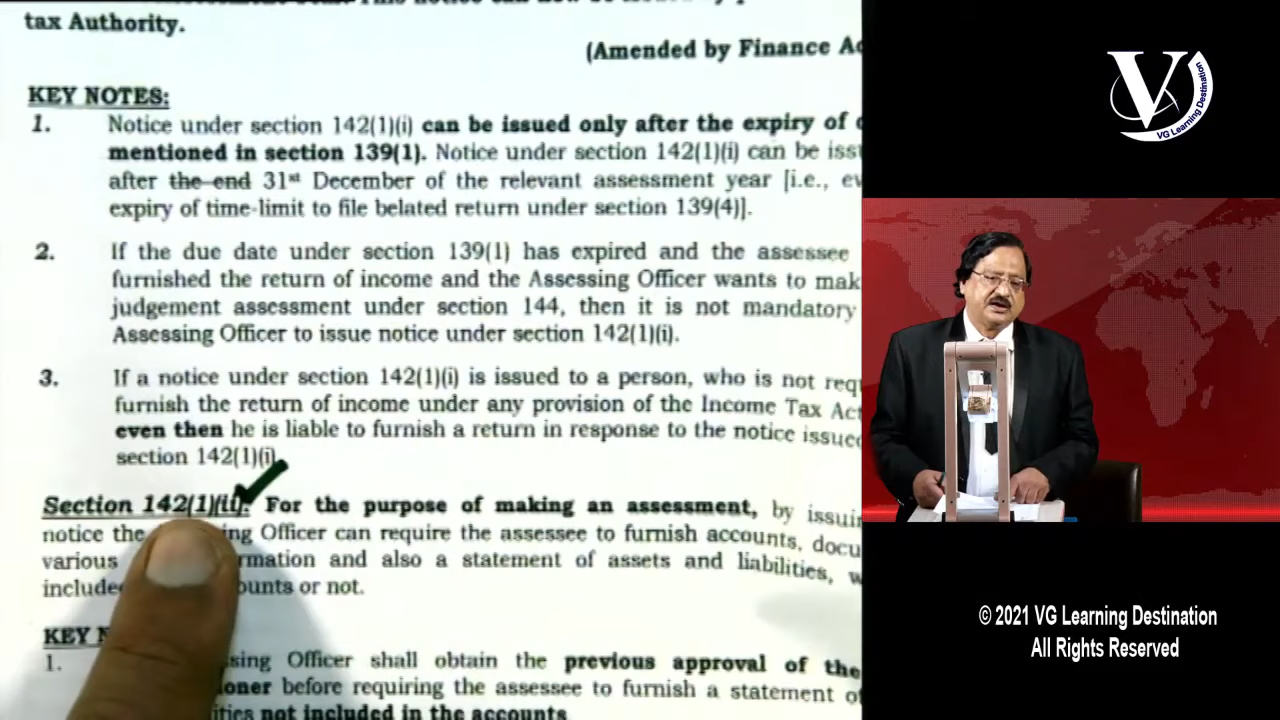 tax Authority.
(Amended by Finance Ac
KEY NOTES:
1. Notice under section 142(1)(i) can be issued only after the expiry of
mentioned in section 139(1). Notice under section 142(1)(i) can be iss
after the end 31st December of the relevant assessment year [i.e., ev
expiry of time-limit to file belated return under section 139(4)].
2. If the due date under section 139(1) has expired and the assessee
furnished the return of income and the Assessing Officer wants to mak
judgement assessment under section 144, then it is not mandatory
Assessing Officer to issue notice under section 142(1)(i).
3. If a notice under section 142(1)(i) is issued to a person, who is not req
furnish the return of income under any provision of the Income Tax Act
even then he is liable to furnish a return in response to the notice issued
section 142(1)(i)
Section 142(1)(ii): For the purpose of making an assessment, by issuin
notice the ing Officer can require the assessee to furnish accounts, docu
various rmation and also a statement of assets and liabilities, w
include ounts or not.
KEY N
1. sing Officer shall obtain the previous approval of the
oner before requiring the assessee to furnish a statement of
ities not included in the accounts
V
VG Learning Destination
© 2021 VG Learning Destination
All Rights Reserved